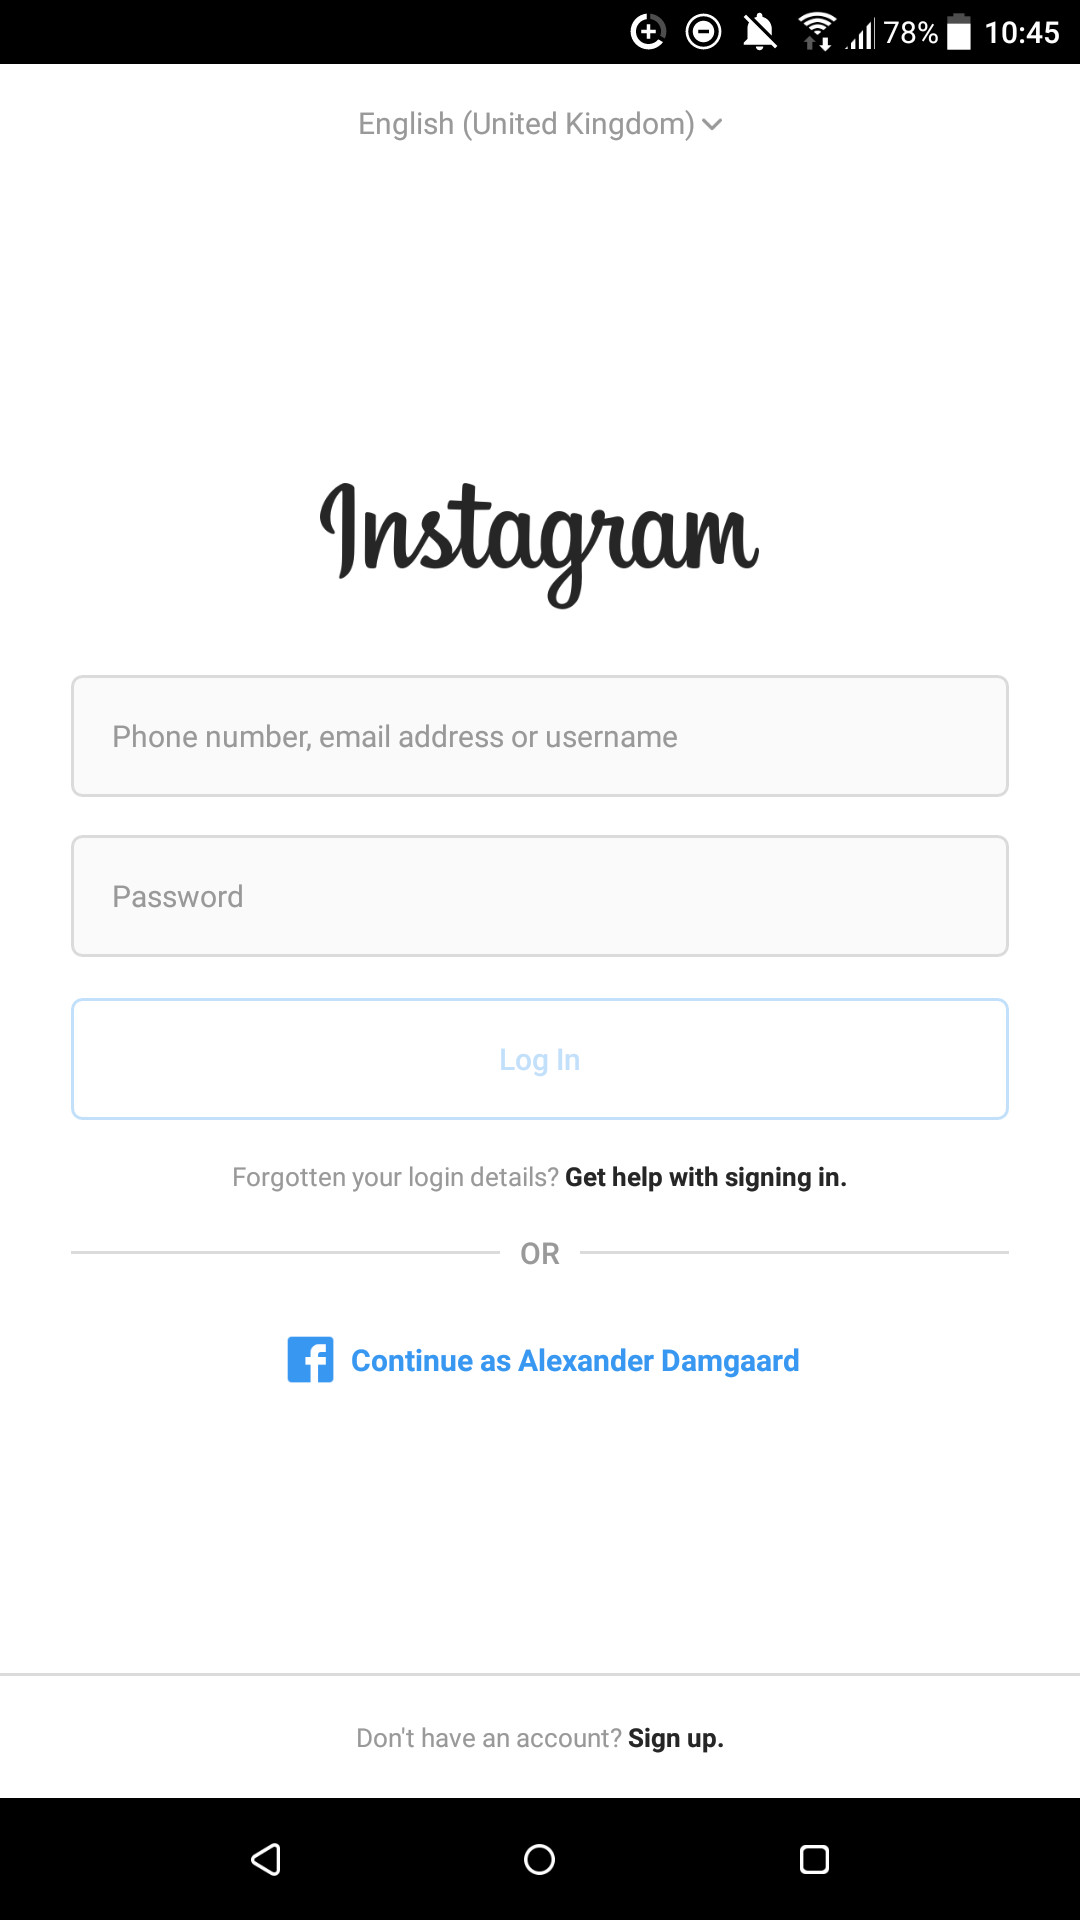 78% 10:45
English (United Kingdom)
Instagram
Phone number, email address or username
Password
Log In
Forgotten your login details? Get help with signing in.
OR
Continue as Alexander Damgaard
Don't have an account? Sign up.